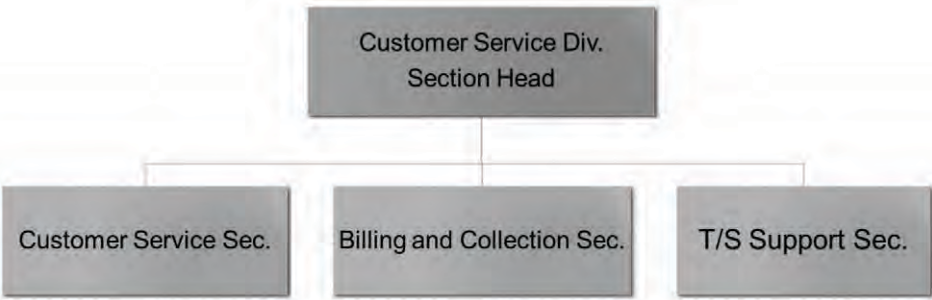 Customer Service Div.
Section Head
Customer Service Sec.
Billing and Collection Sec.
T/S Support Sec.